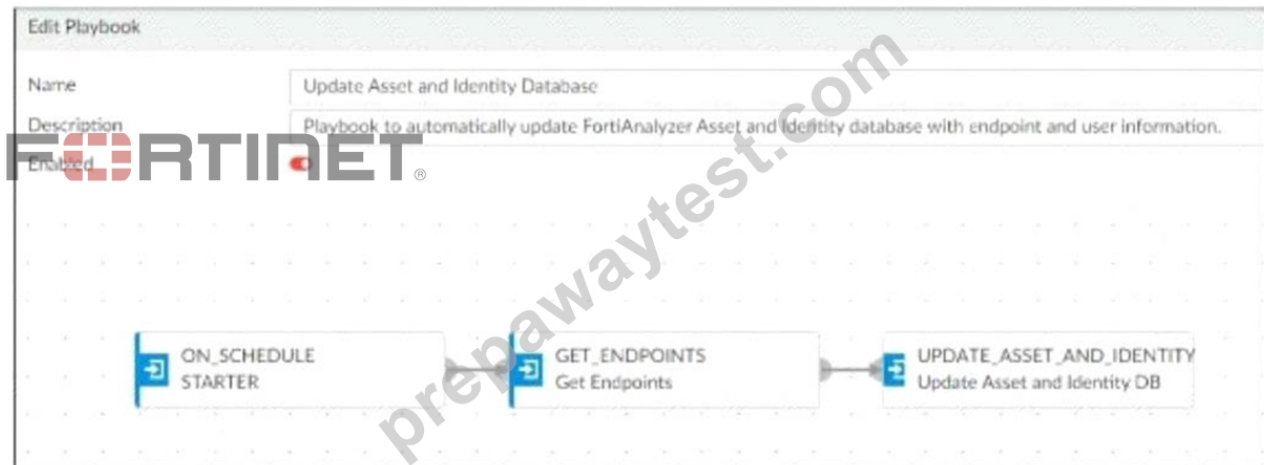 Edit Playbook
Name
Update Asset and Identity Database
Description
Playbook to automatically update FortiAnalyzer Asset and Identity database with endpoint and user information.
Enabled
FORTINET®
prepawaytest.com
ON_SCHEDULE
STARTER
GET_ENDPOINTS
Get Endpoints
UPDATE_ASSET_AND_IDENTITY
Update Asset and Identity DB